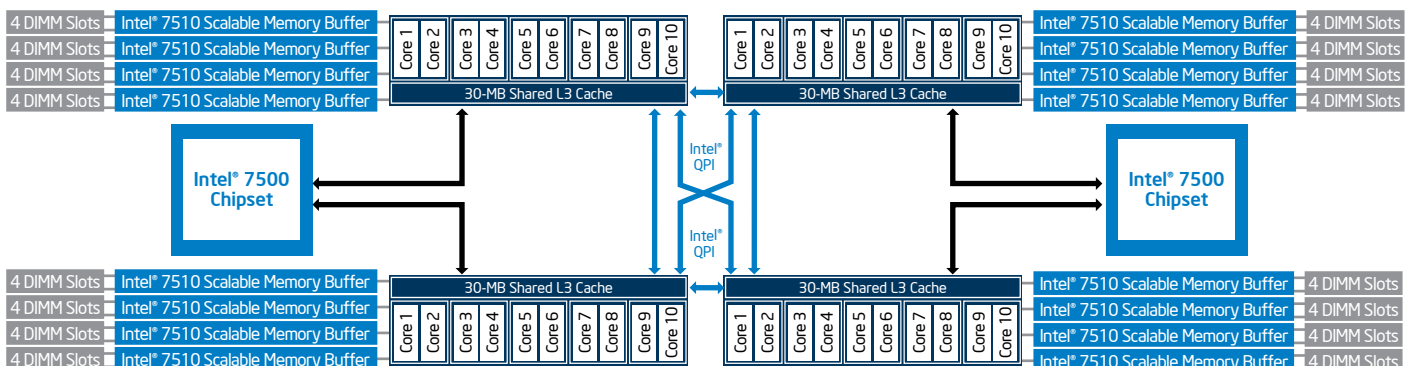 4 DIMM Slots Intel® 7510 Scalable Memory Buffer
4 DIMM Slots Intel® 7510 Scalable Memory Buffer
4 DIMM Slots Intel® 7510 Scalable Memory Buffer
4 DIMM Slots Intel® 7510 Scalable Memory Buffer
Core 1
Core 2
Core 3
Core 4
Core 5
Core 6
Core 7
Core 8
Core 9
Core 10
30-MB Shared L3 Cache
Core 1
Core 2
Core 3
Core 4
Core 5
Core 6
Core 7
Core 8
Core 9
Core 10
30-MB Shared L3 Cache
Intel® 7510 Scalable Memory Buffer 4 DIMM Slots
Intel® 7510 Scalable Memory Buffer 4 DIMM Slots
Intel® 7510 Scalable Memory Buffer 4 DIMM Slots
Intel® 7510 Scalable Memory Buffer 4 DIMM Slots
Intel® 7500
Chipset
Intel®
QPI
Intel®
QPI
Intel® 7500
Chipset
4 DIMM Slots Intel® 7510 Scalable Memory Buffer
4 DIMM Slots Intel® 7510 Scalable Memory Buffer
4 DIMM Slots Intel® 7510 Scalable Memory Buffer
4 DIMM Slots Intel® 7510 Scalable Memory Buffer
30-MB Shared L3 Cache
Core 1
Core 2
Core 3
Core 4
Core 5
Core 6
Core 7
Core 8
Core 9
Core 10
30-MB Shared L3 Cache
Core 1
Core 2
Core 3
Core 4
Core 5
Core 6
Core 7
Core 8
Core 9
Core 10
Intel® 7510 Scalable Memory Buffer 4 DIMM Slots
Intel® 7510 Scalable Memory Buffer 4 DIMM Slots
Intel® 7510 Scalable Memory Buffer 4 DIMM Slots
Intel® 7510 Scalable Memory Buffer 4 DIMM Slots